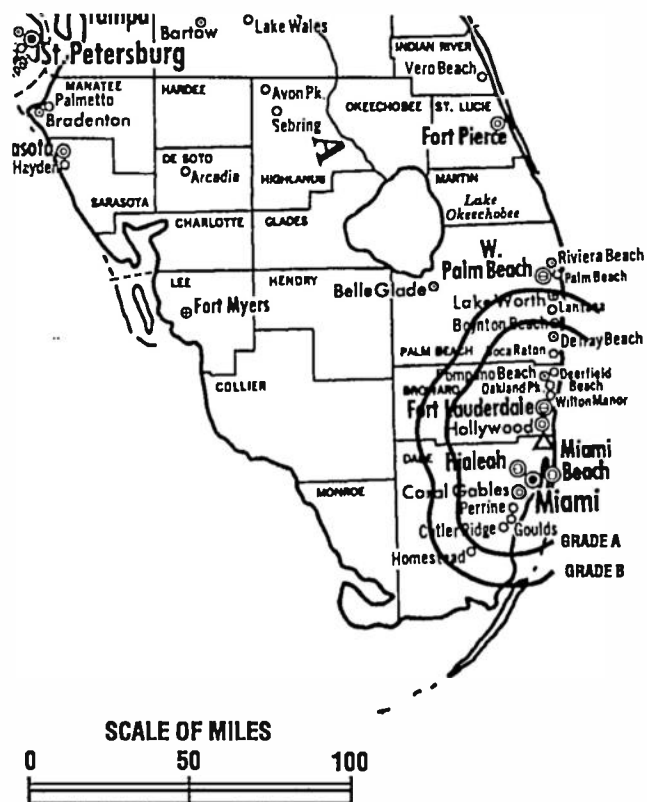 Tampa
Bartow
Lake Wales
St. Petersburg
INDIAN RIVER
Vero Beach
MANATEE
HARDEE
Avon Pk.
OKEECHOBEE
ST. LUCIE
Palmetto
Bradenton
Sebring
Fort Pierce
asota
Hayden
DE SOTO
Arcadia
A
HIGHLANDS
MARTIN
SARASOTA
CHARLOTTE
GLADES
Lake
Okeechobee
W.
Palm Beach
Riviera Beach
Palm Beach
LEE
HENDRY
Belle Glade
Lake Worth
Lantana
Fort Myers
Boynton Beach
Delray Beach
PALM BEACH
Boca Raton
COLLIER
Pompano Beach
Deerfield
Beach
BROWARD
Oakland Pk.
Wilton Manor
Fort Lauderdale
Hollywood
DADE
Hialeah
Miami
Beach
MONROE
Coral Gables
Miami
Perrine
Cutler Ridge
Goulds
Homestead
GRADE A
GRADE B
SCALE OF MILES
0 50 100